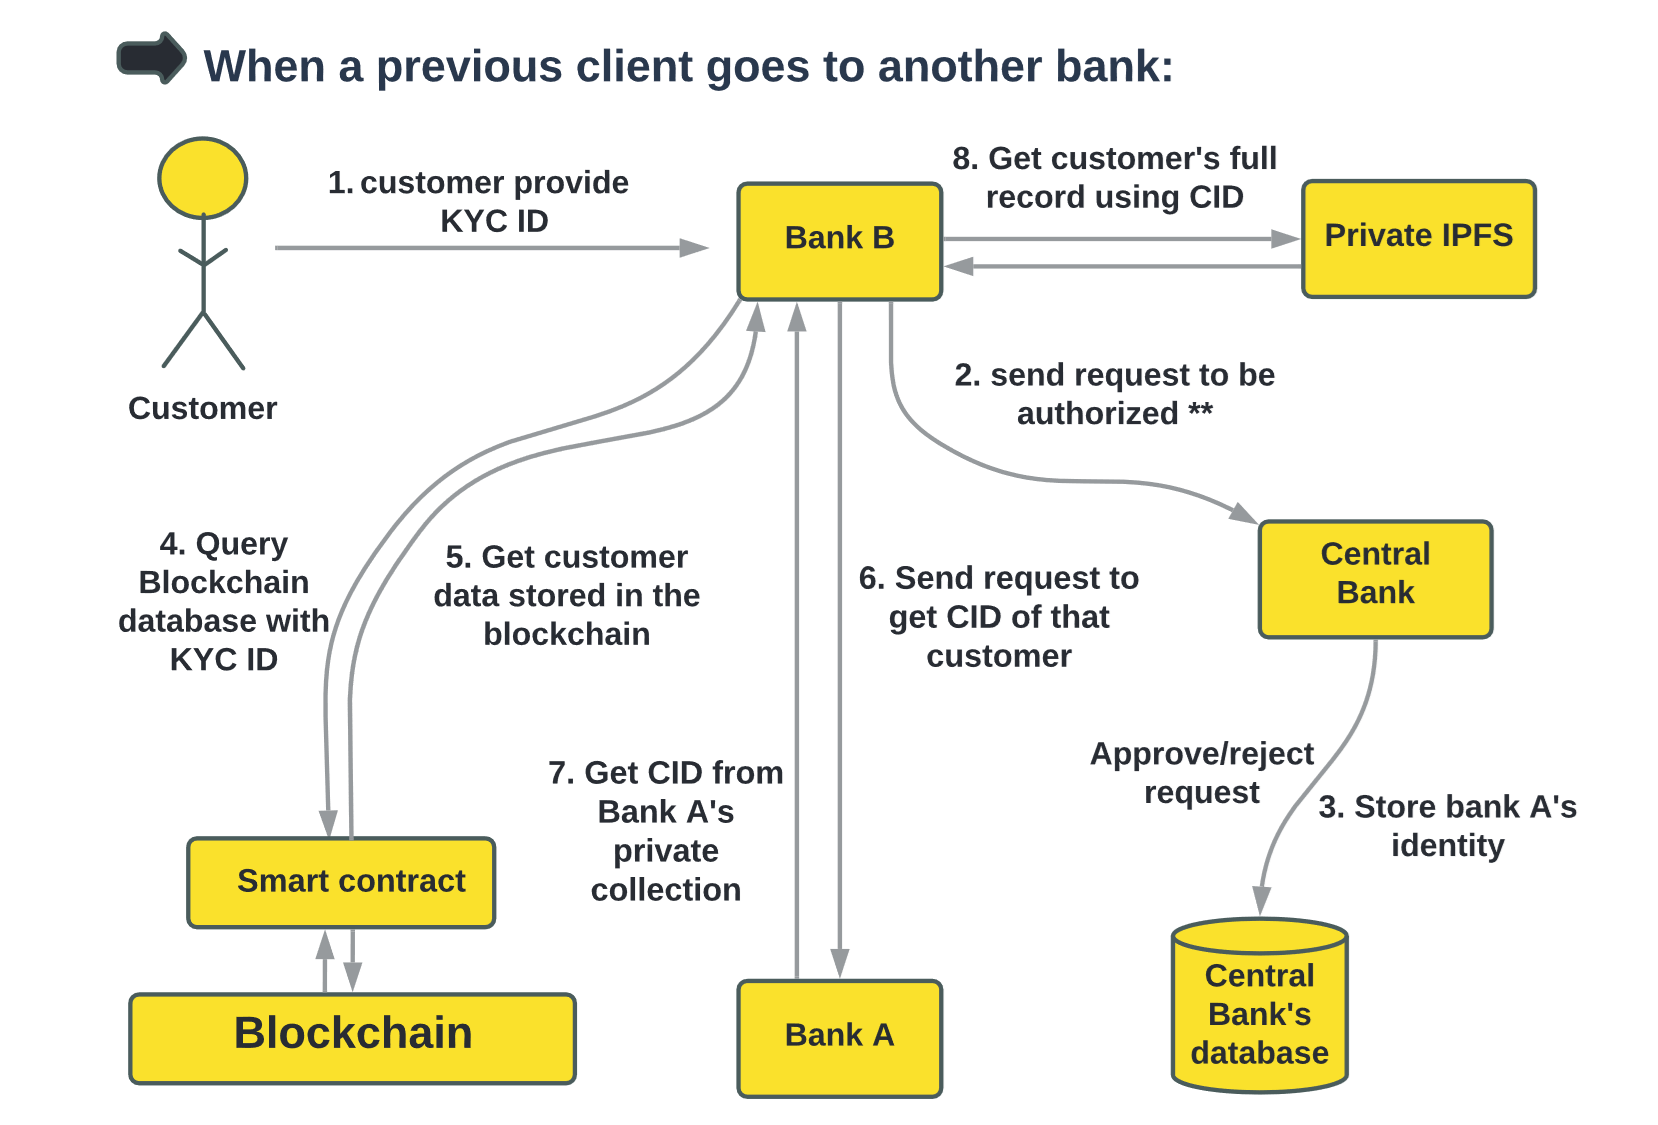 When a previous client goes to another bank:
1. customer provide
KYC ID
Bank B
8. Get customer's full
record using CID
Private IPFS
Customer
2. send request to be
authorized **
4. Query
Blockchain
database with
KYC ID
5. Get customer
data stored in the
blockchain
6. Send request to
get CID of that
customer
Central
Bank
7. Get CID from
Bank A's
private
collection
Approve/reject
request
3. Store bank A's
identity
Smart contract
Blockchain
Bank A
Central
Bank's
database